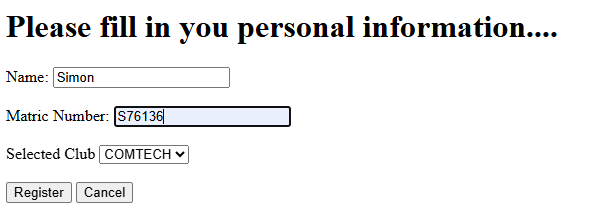 Please fill in you personal information....
Name: Simon
Matric Number: S76136
Selected Club COMTECH
Register Cancel